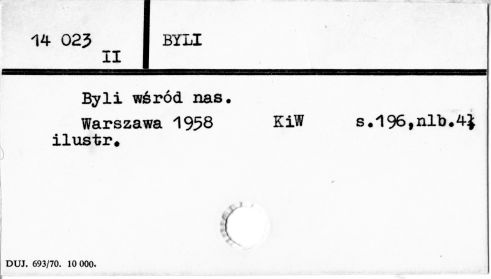 14 023
II
BYLI
Byli wśród nas.
Warszawa 1958 KiW s.196,nlb.4,
ilustr.
DUJ. 693/70. 10 000.